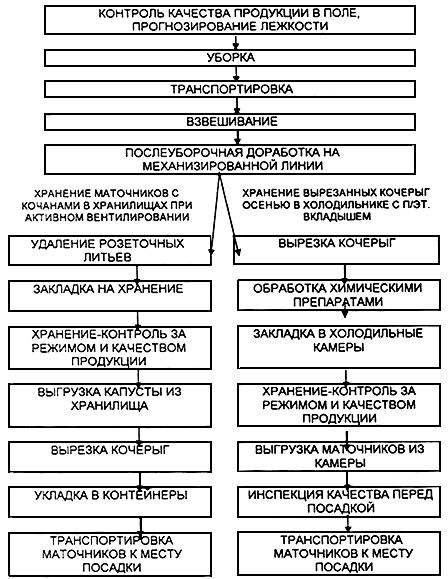 КОНТРОЛЬ КАЧЕСТВА ПРОДУКЦИИ В ПОЛЕ,
ПРОГНОЗИРОВАНИЕ ЛЕЖКОСТИ
УБОРКА
ТРАНСПОРТИРОВКА
ВЗВЕШИВАНИЕ
ПОСЛЕУБОРОЧНАЯ ДОРАБОТКА НА
МЕХАНИЗИРОВАННОЙ ЛИНИИ
ХРАНЕНИЕ МАТОЧНИКОВ С
КОЧАНАМИ В ХРАНИЛИЩАХ ПРИ
АКТИВНОМ ВЕНТИЛИРОВАНИИ
УДАЛЕНИЕ РОЗЕТОЧНЫХ
ЛИТЬЕВ
ЗАКЛАДКА НА ХРАНЕНИЕ
ХРАНЕНИЕ-КОНТРОЛЬ ЗА
РЕЖИМОМ И КАЧЕСТВОМ
ПРОДУКЦИИ
ВЫГРУЗКА КАПУСТЫ ИЗ
ХРАНИЛИЩА
ВЫРЕЗКА КОЧЕРЫГ
УКЛАДКА В КОНТЕЙНЕРЫ
ТРАНСПОРТИРОВКА
МАТОЧНИКОВ К МЕСТУ
ПОСАДКИ
ХРАНЕНИЕ ВЫРЕЗАННЫХ КОЧЕРЫГ
ОСЕНЬЮ В ХОЛОДИЛЬНИКЕ С П/ЭТ.
ВКЛАДЫШЕМ
ВЫРЕЗКА КОЧЕРЫГ
ОБРАБОТКА ХИМИЧЕСКИМИ
ПРЕПАРАТАМИ
ЗАКЛАДКА В ХОЛОДИЛЬНЫЕ
КАМЕРЫ
ХРАНЕНИЕ-КОНТРОЛЬ ЗА
РЕЖИМОМ И КАЧЕСТВОМ
ПРОДУКЦИИ
ВЫГРУЗКА МАТОЧНИКОВ ИЗ
КАМЕРЫ
ИНСПЕКЦИЯ КАЧЕСТВА ПЕРЕД
ПОСАДКОЙ
ТРАНСПОРТИРОВКА
МАТОЧНИКОВ К МЕСТУ
ПОСАДКИ